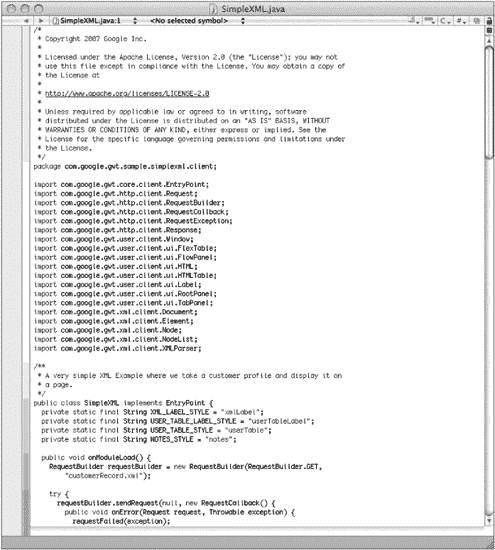 SimpleXML.java
SimpleXML.java:1 <No selected symbol>
/*
* Copyright 2007 Google Inc.
*
* Licensed under the Apache License, Version 2.0 (the "License"); you may not
* use this file except in compliance with the License. You may obtain a copy of
* the License at
*
* http://www.apache.org/licenses/LICENSE-2.0
*
* Unless required by applicable law or agreed to in writing, software
* distributed under the License is distributed on an "AS IS" BASIS, WITHOUT
* WARRANTIES OR CONDITIONS OF ANY KIND, either express or implied. See the
* License for the specific language governing permissions and limitations under
* the License.
*/
package com.google.gwt.sample.simplexml.client;
import com.google.gwt.core.client.EntryPoint;
import com.google.gwt.http.client.Request;
import com.google.gwt.http.client.RequestBuilder;
import com.google.gwt.http.client.RequestCallback;
import com.google.gwt.http.client.RequestException;
import com.google.gwt.http.client.Response;
import com.google.gwt.user.client.Window;
import com.google.gwt.user.client.ui.FlexTable;
import com.google.gwt.user.client.ui.FlowPanel;
import com.google.gwt.user.client.ui.HTML;
import com.google.gwt.user.client.ui.HTMLTable;
import com.google.gwt.user.client.ui.Label;
import com.google.gwt.user.client.ui.RootPanel;
import com.google.gwt.user.client.ui.TabPanel;
import com.google.gwt.xml.client.Document;
import com.google.gwt.xml.client.Element;
import com.google.gwt.xml.client.Node;
import com.google.gwt.xml.client.NodeList;
import com.google.gwt.xml.client.XMLParser;
/**
* A very simple XML Example where we take a customer profile and display it on
* a page.
*/
public class SimpleXML implements EntryPoint {
private static final String XML_LABEL_STYLE = "xmlLabel";
private static final String USER_TABLE_LABEL_STYLE = "userTableLabel";
private static final String USER_TABLE_STYLE = "userTable";
private static final String NOTES_STYLE = "notes";
public void onModuleLoad() {
RequestBuilder requestBuilder = new RequestBuilder(RequestBuilder.GET,
"customerRecord.xml");
try {
requestBuilder.sendRequest(null, new RequestCallback() {
public void onError(Request request, Throwable exception) {
requestFailed(exception);